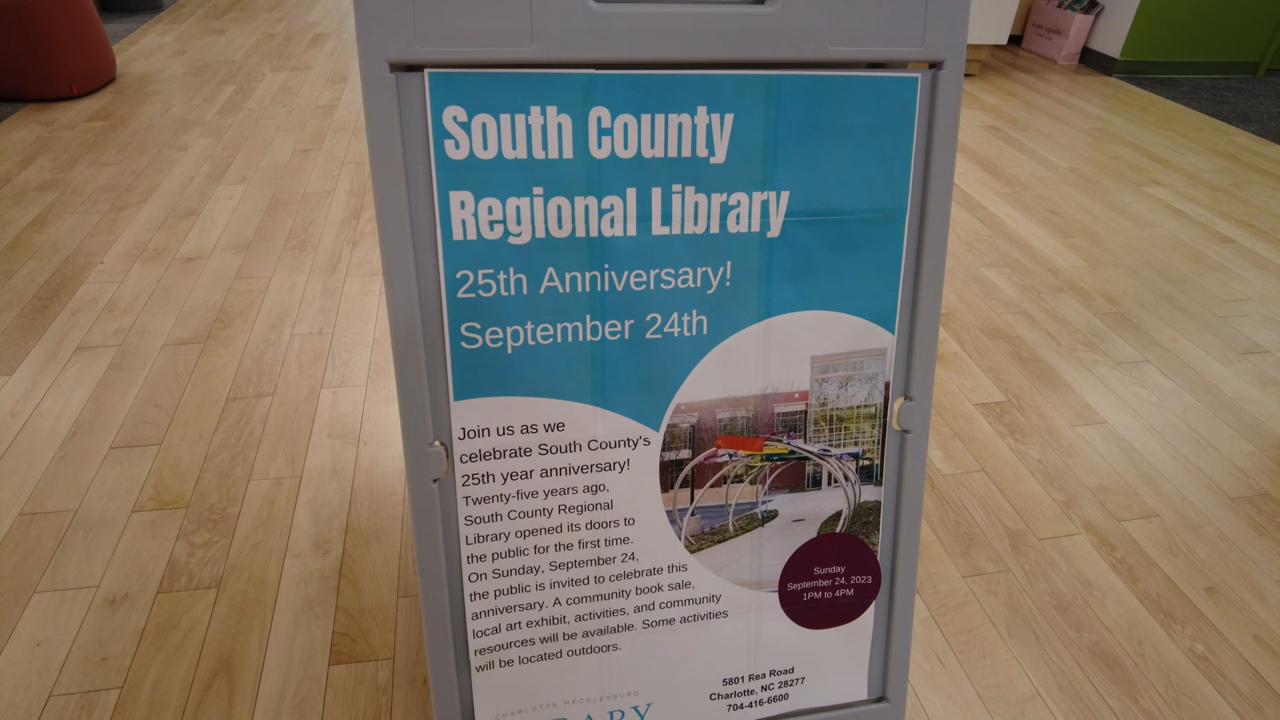 South County
Regional Library
25th Anniversary!
September 24th
Join us as we
celebrate South County's
25th year anniversary!
Twenty-five years ago,
South County Regional
Library opened its doors to
the public for the first time.
On Sunday, September 24,
the public is invited to celebrate this
anniversary. A community book sale,
local art exhibit, activities, and community
resources will be available. Some activities
will be located outdoors.
Sunday
September 24, 2023
1PM to 4PM
5801 Rea Road
Charlotte, NC 28277
704-416-6600
CHARLOTTE MECKLENBURG